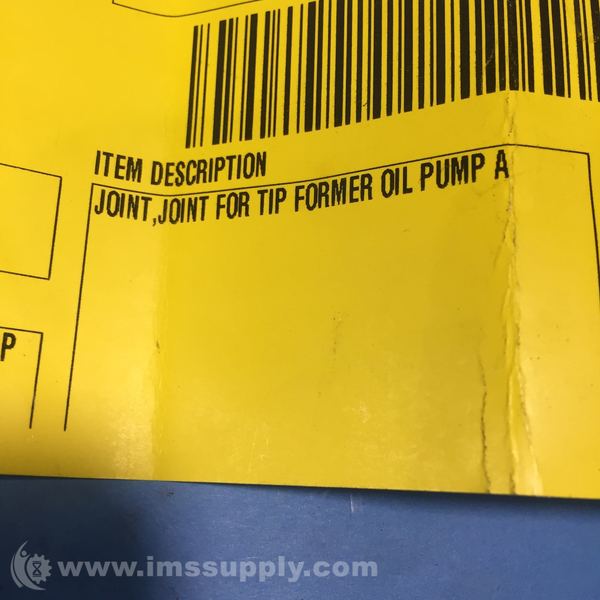 ITEM DESCRIPTION
JOINT,JOINT FOR TIP FORMER OIL PUMP A
P
www.imssupply.com